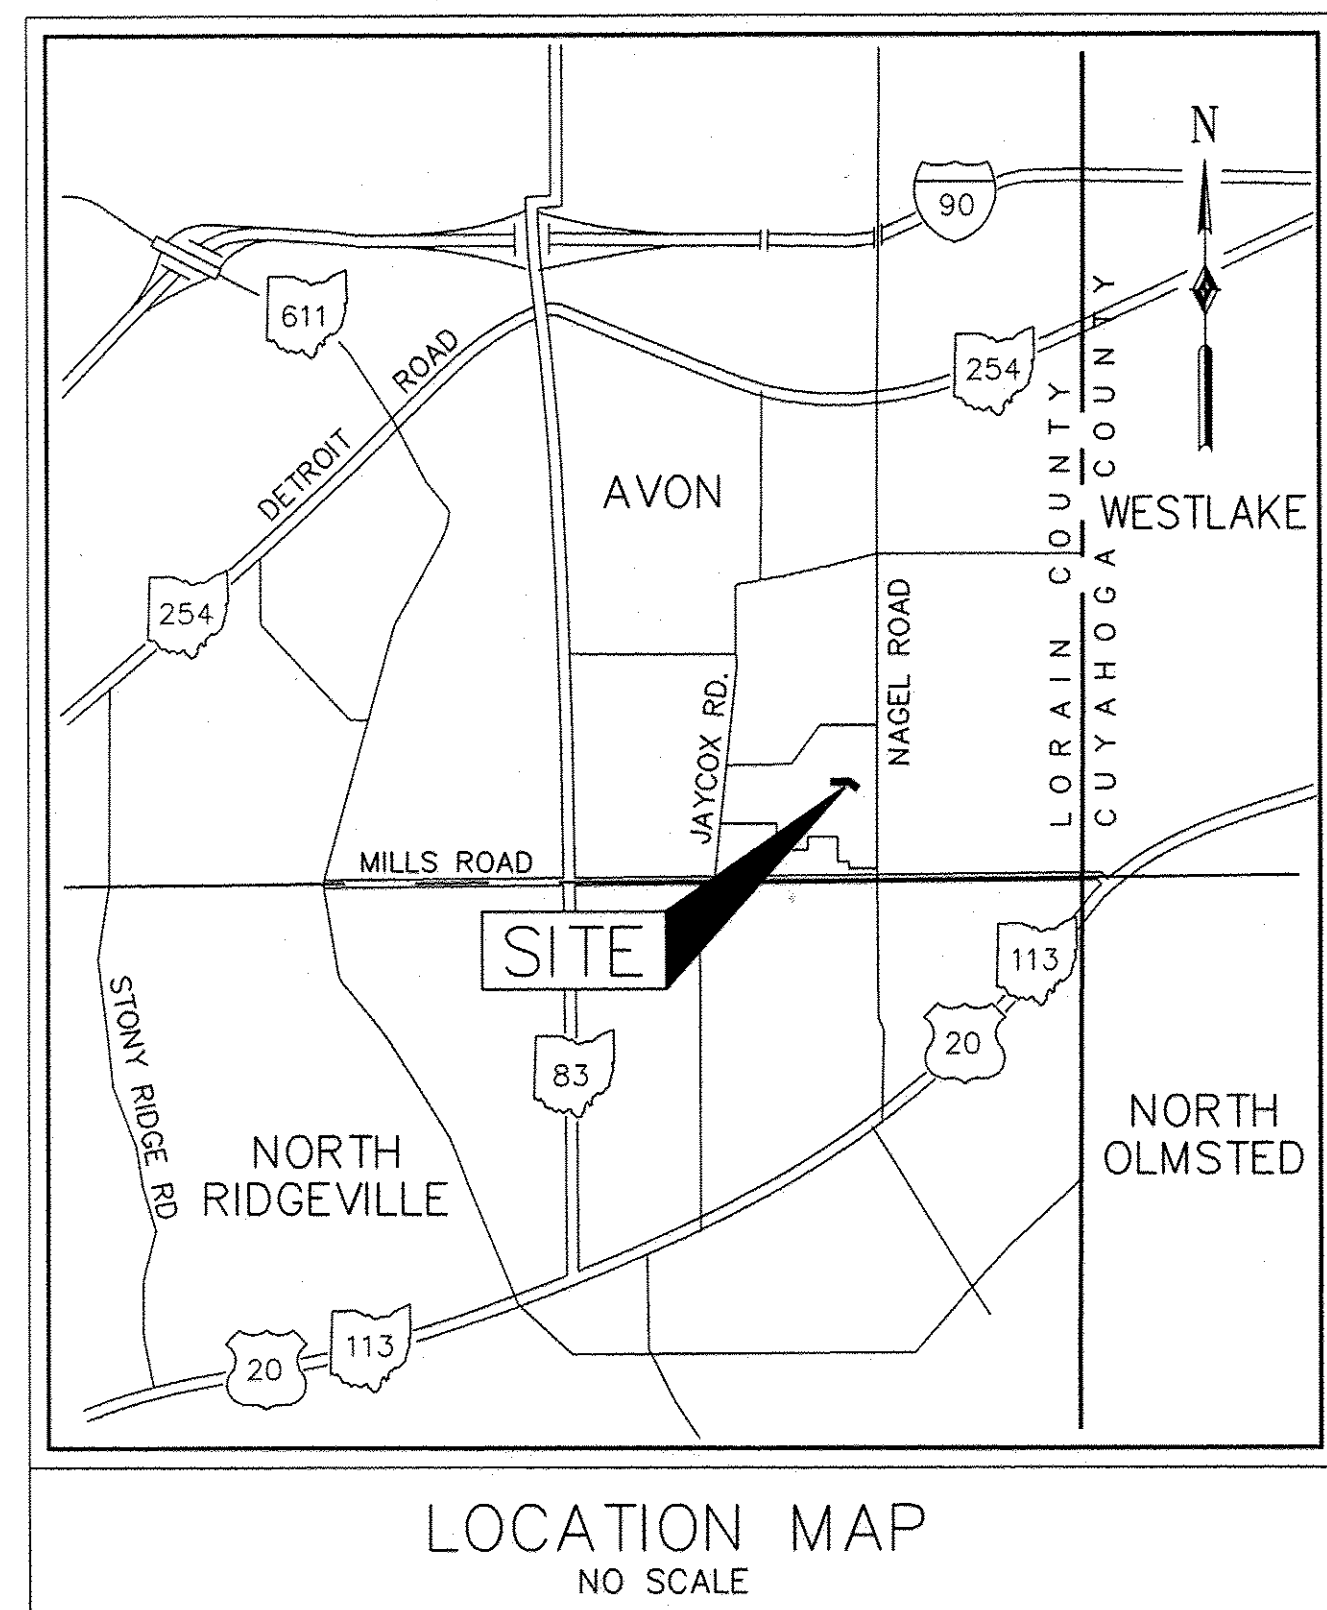 N
90
611
254
DETROIT ROAD
AVON
LORAIN COUNTY
CUYAHOGA COUNTY
WESTLAKE
254
NAGEL ROAD
JAYCOX RD.
MILLS ROAD
SITE
113
20
83
STONY RIDGE RD
NORTH
RIDGEVILLE
NORTH
OLMSTED
113
20
LOCATION MAP
NO SCALE